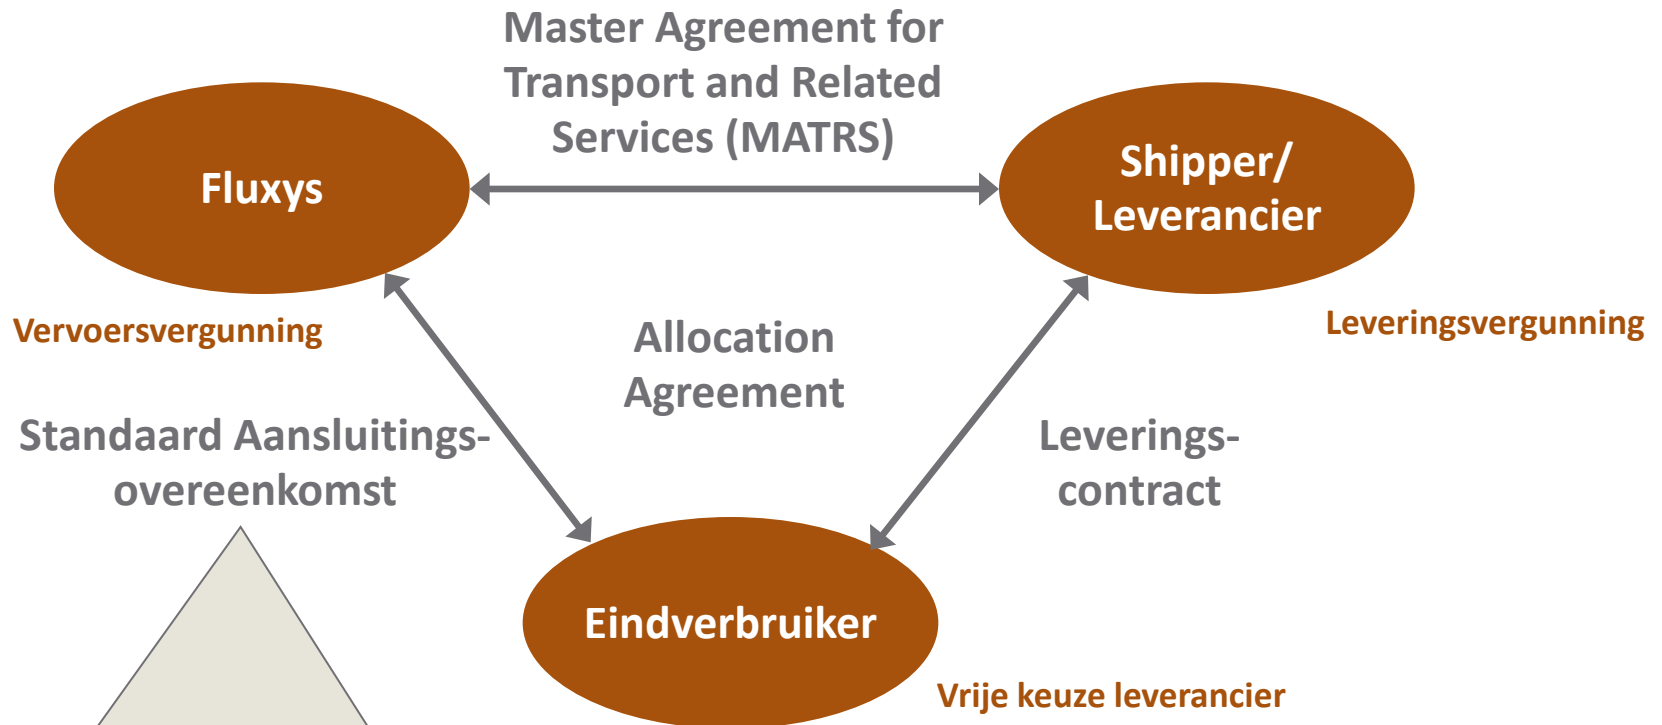 Master Agreement for
Transport and Related
Services (MATRS)
Fluxys
Shipper/
Leverancier
Vervoersvergunning
Leveringsvergunning
Allocation
Agreement
Standaard Aansluitings-
overeenkomst
Leverings-
contract
Eindverbruiker
Vrije keuze leverancier